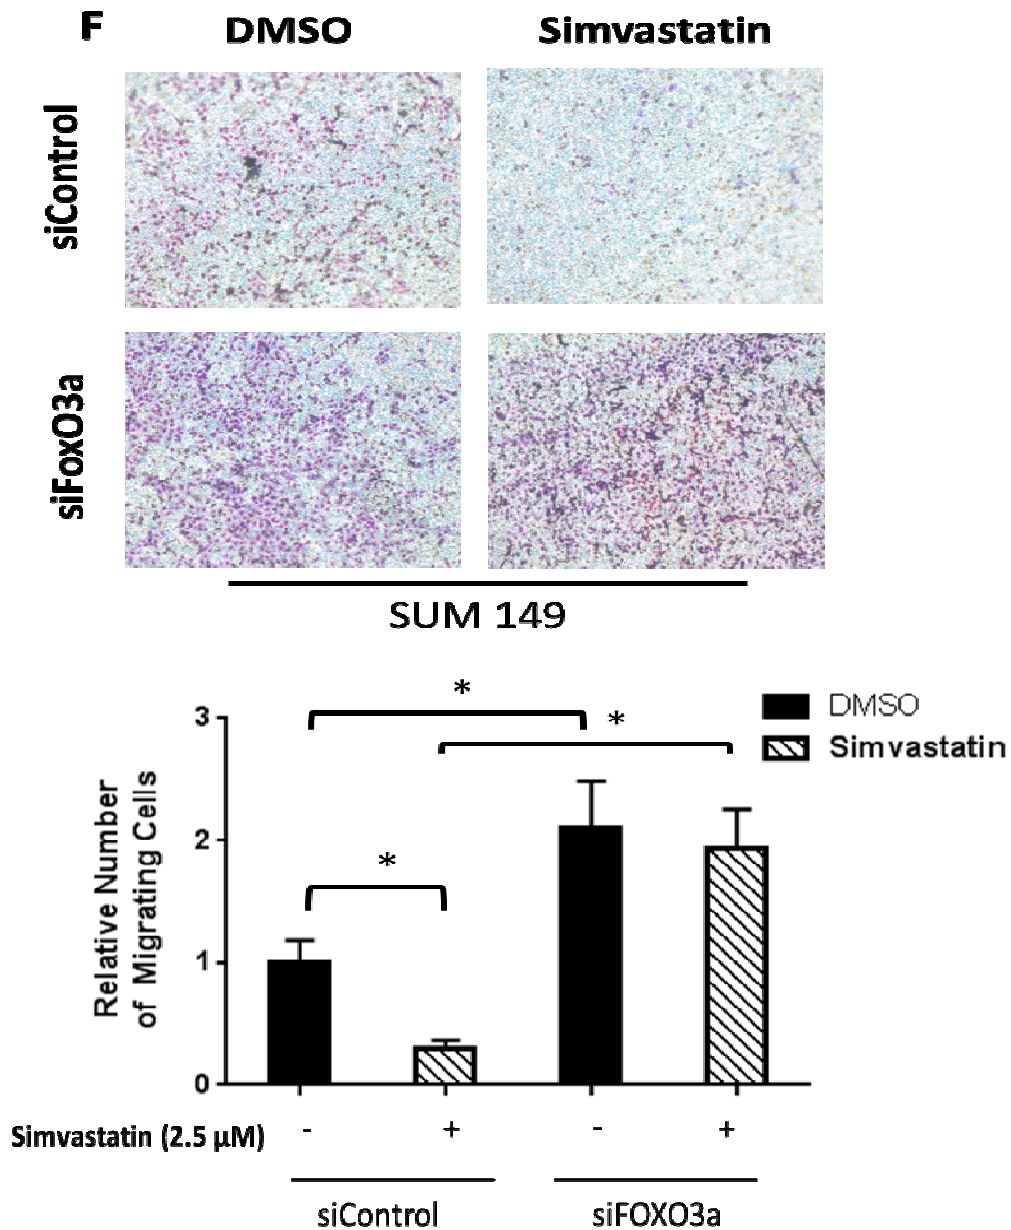 F
DMSO
Simvastatin
siControl
siFoxO3a
SUM 149
*
*
DMSO
Simvastatin
*
Relative Number
of Migrating Cells
3
2
1
0
Simvastatin (2.5 µM) - + - +
siControl siFOXO3a